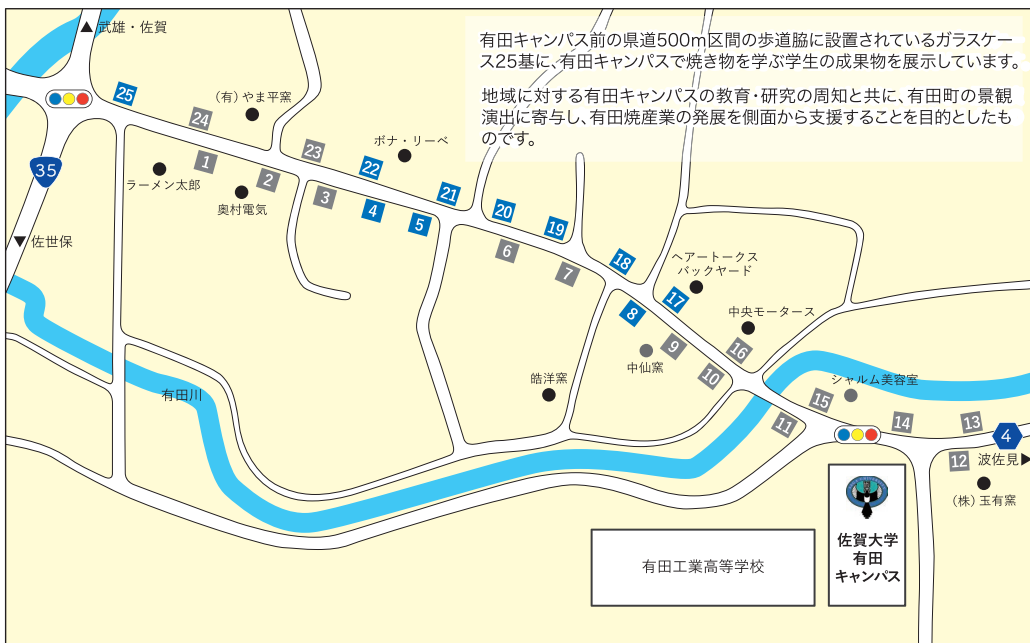 武雄・佐賀
有田キャンパス前の県道500m区間の歩道脇に設置されているガラスケー
ス25基に、有田キャンパスで焼き物を学ぶ学生の成果物を展示しています。
地域に対する有田キャンパスの教育・研究の周知と共に、有田町の景観
演出に寄与し、有田焼産業の発展を側面から支援することを目的としたも
のです。
25
(有)やま平窯
24
ボナ・リーベ
23
1
22
35
ラーメン太郎
2
奥村電気
3
21
4
5
20
19
佐世保
6
18
7
ヘアートークス
バックヤード
17
8
中央モータース
9
16
中仙窯
10
皓洋窯
シャルム美容室
有田川
15
11
14
13
4
12
波佐見
(株)玉有窯
佐賀大学
有田
キャンパス
有田工業高等学校